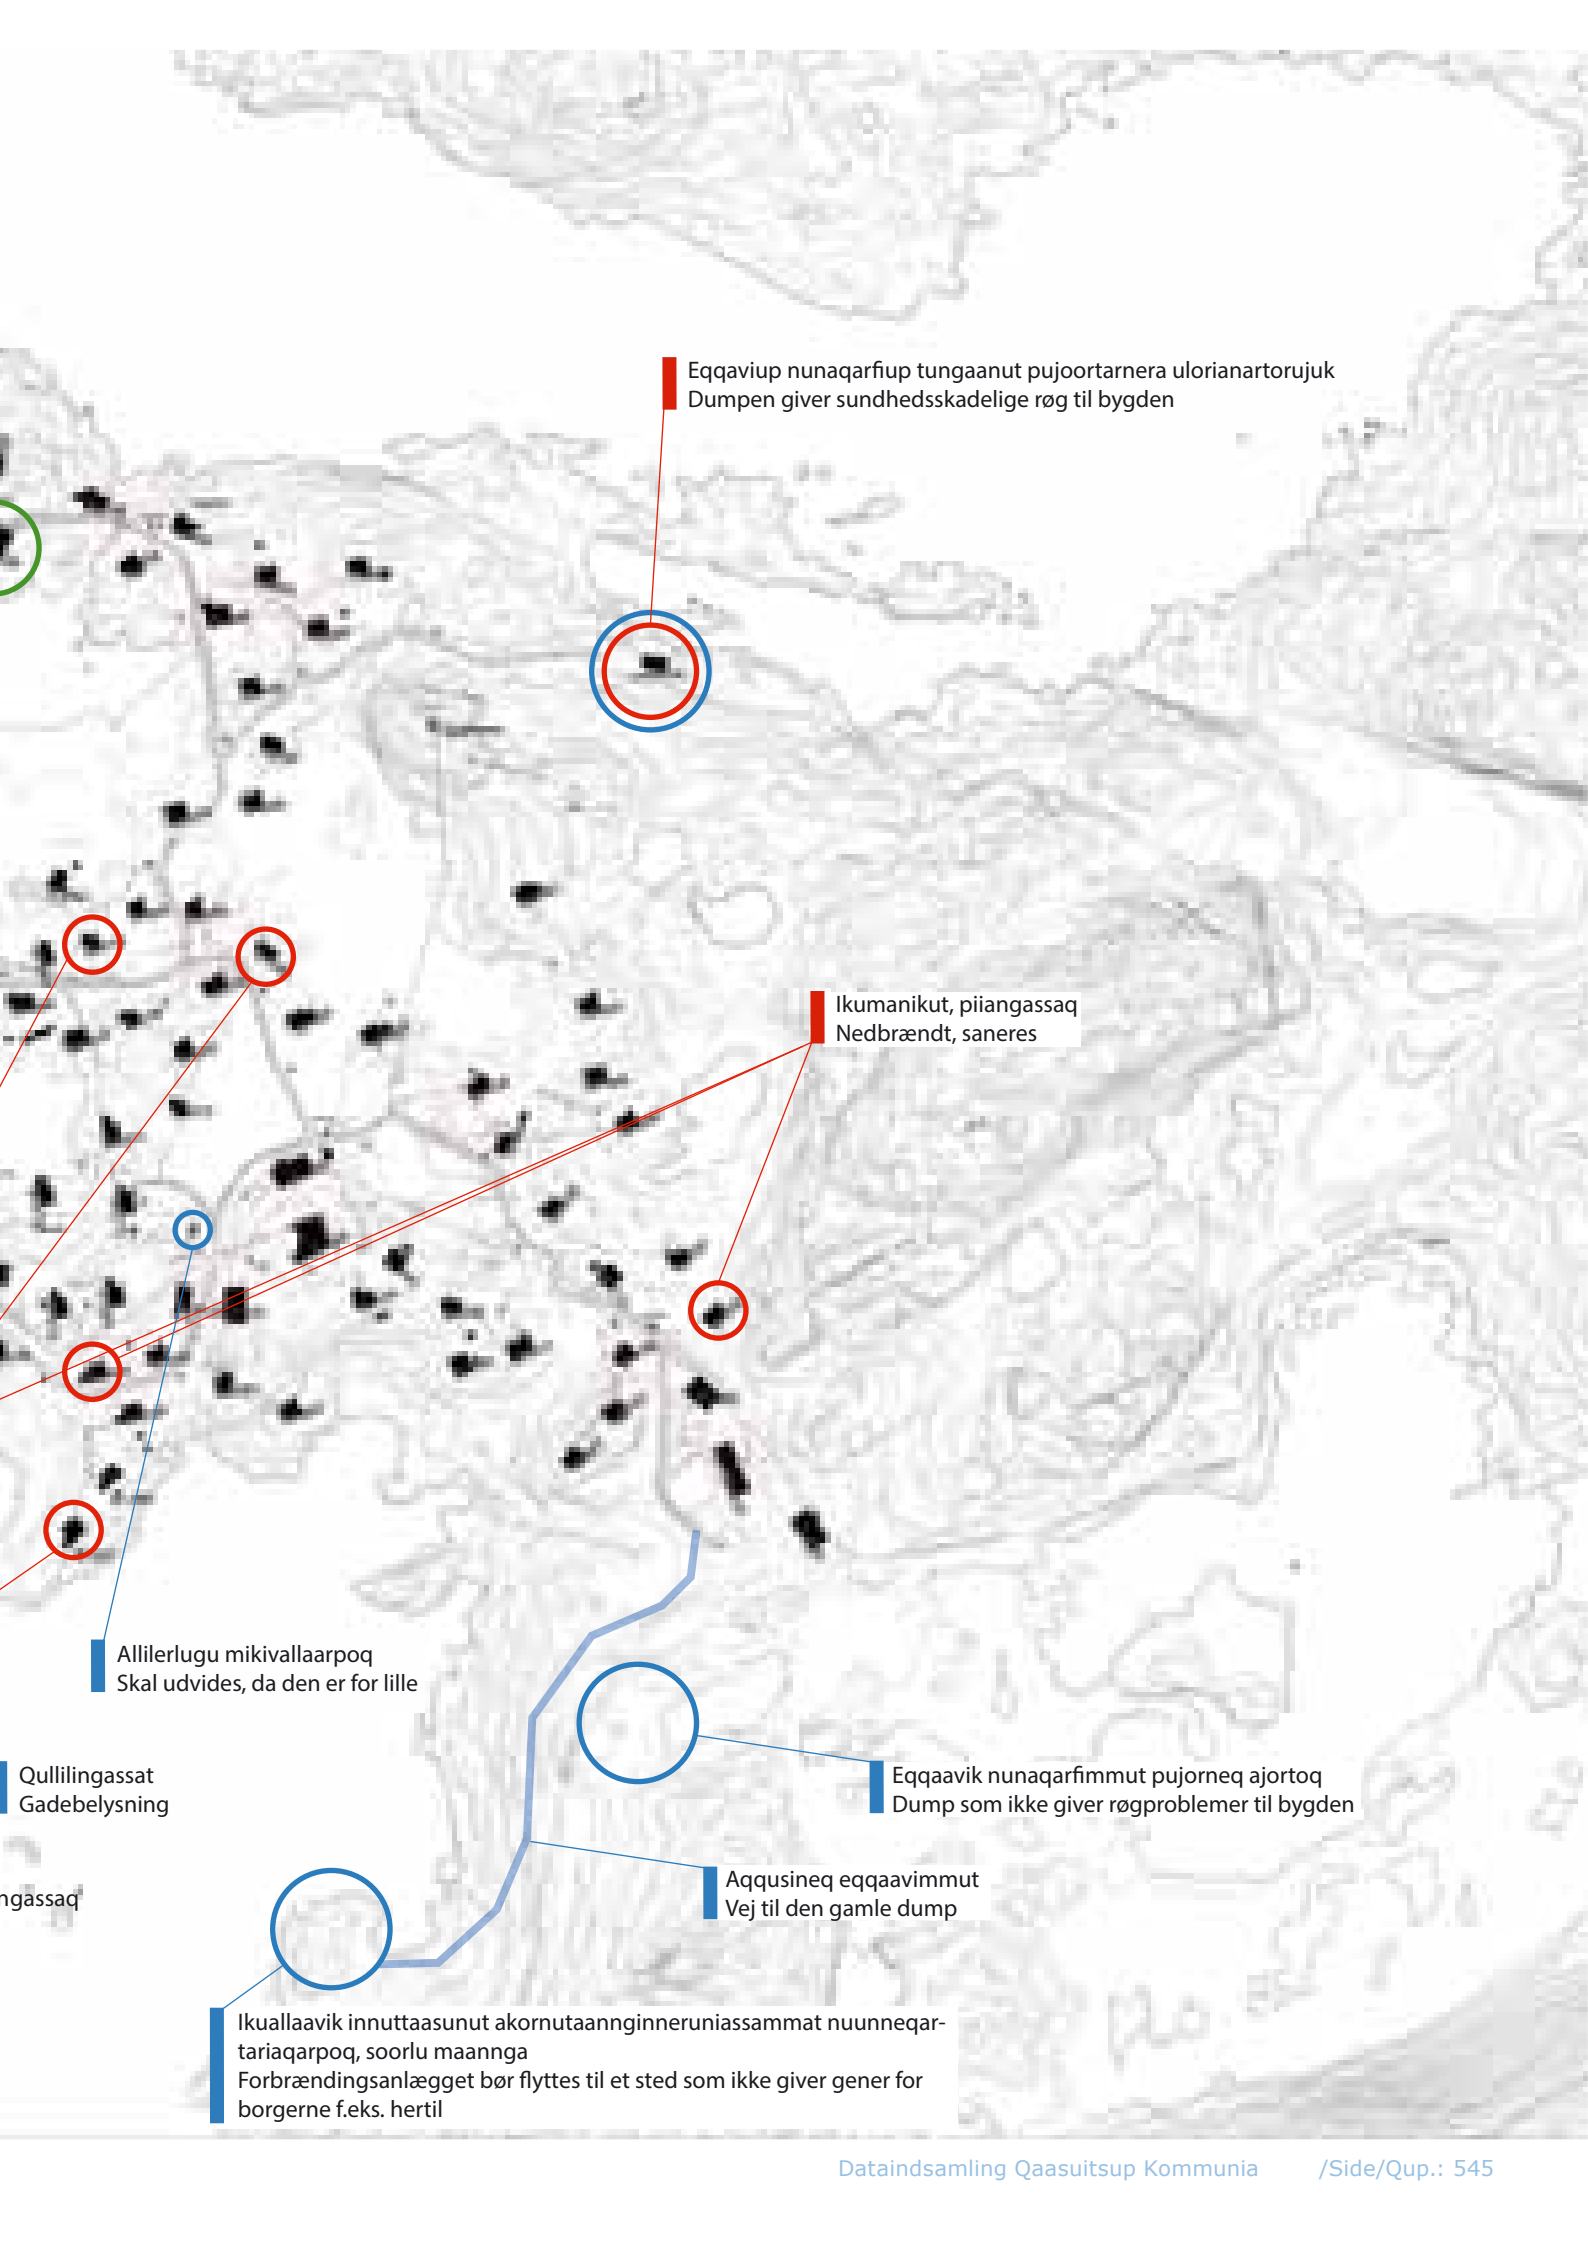 Eqqaviup nunaqarfiup tungaanut pujoortarnera ulorianartorujuk
Dumpen giver sundhedsskadelige røg til bygden
Ikumanikut, piiangassaq
Nedbrændt, saneres
Allilerlugu mikivallaarpoq
Skal udvides, da den er for lille
Qullilingassat
Gadebelysning
Eqqaavik nunaqarfimmut pujorneq ajortoq
Dump som ikke giver røgproblemer til bygden
Aqqusineq eqqaavimmut
Vej til den gamle dump
ngassaq
Ikuallaavik innuttaasunut akornutaannginneruniassammat nuunneqar-
tariaqarpoq, soorlu maannga
Forbrændingsanlægget bør flyttes til et sted som ikke giver gener for
borgerne f.eks. hertil
Dataindsamling Qaasuitsup Kommunia /Side/Qup.: 545